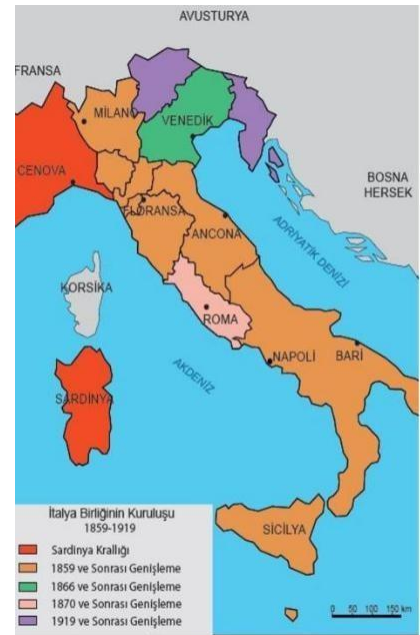 AVUSTURYA
FRANSA
MİLANO
VENEDİK
CENOVA
BOSNA
HERSEK
FLORANSA
ANCONA
ADRİYATİK DENİZİ
KORSİKA
ROMA
NAPOLİ
BARİ
AKDENİZ
SARDİNYA
SİCİLYA
İtalya Birliğinin Kuruluşu
1859-1919
Sardinya Krallığı
1859 ve Sonrası Genişleme
1866 ve Sonrası Genişleme
1870 ve Sonrası Genişleme
1919 ve Sonrası Genişleme
0 50 100 150 km